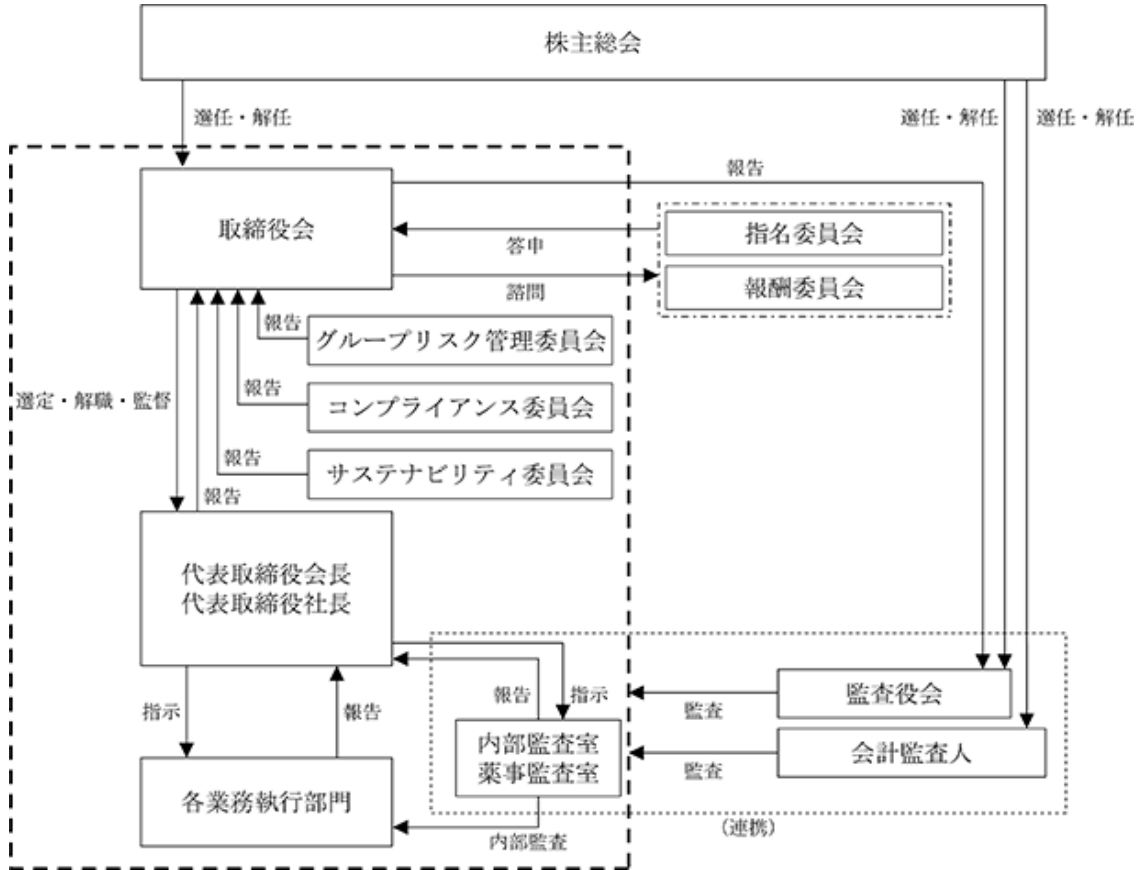 株主総会
選任・解任
選任・解任
選任・解任
報告
取締役会
指名委員会
答申
報酬委員会
諮問
報告
グループリスク管理委員会
報告
コンプライアンス委員会
選定・解職・監督
報告
サステナビリティ委員会
報告
代表取締役会長
代表取締役社長
報告
指示
監査役会
監査
指示
報告
内部監査室
薬事監査室
会計監査人
監査
各業務執行部門
内部監査
（連携）